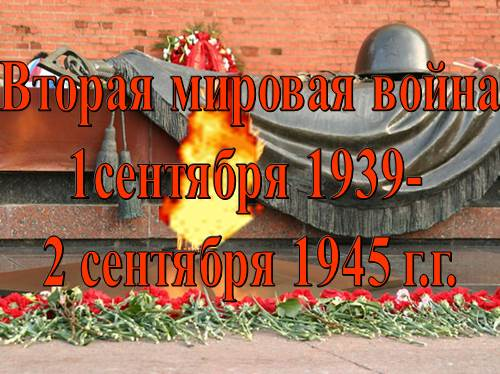 Вторая мировая война
1сентября 1939-
2 сентября 1945 г.г.